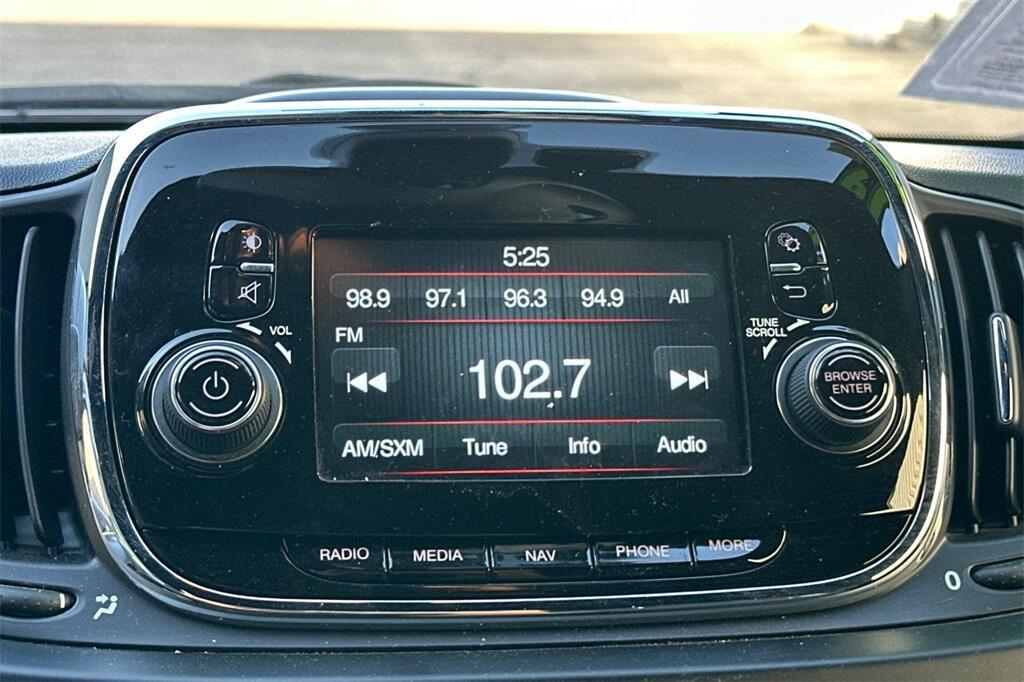 5:25
98.9 97.1 96.3 94.9 All
FM
102.7
AM/SXM Tune Info Audio
VOL
TUNE
SCROLL
BROWSE
ENTER
RADIO MEDIA NAV PHONE MORE
0